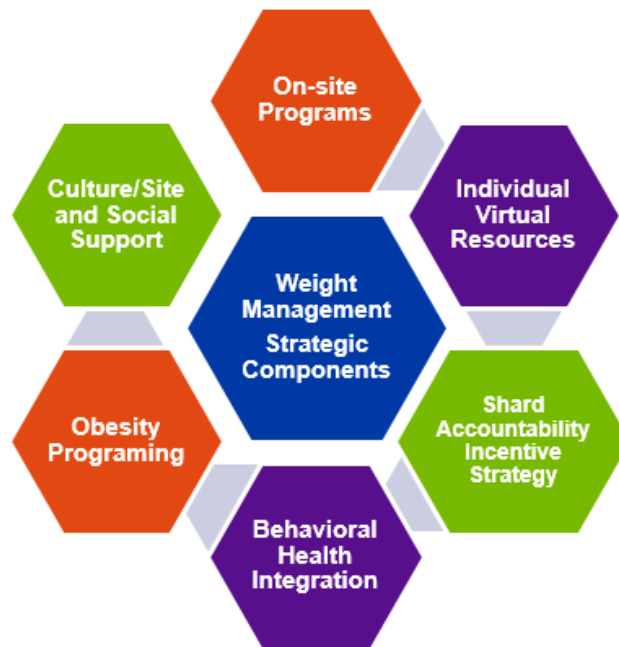 On-site
Programs
Culture/Site
and Social
Support
Individual
Virtual
Resources
Weight
Management
Strategic
Components
Obesity
Programing
Shard
Accountability
Incentive
Strategy
Behavioral
Health
Integration